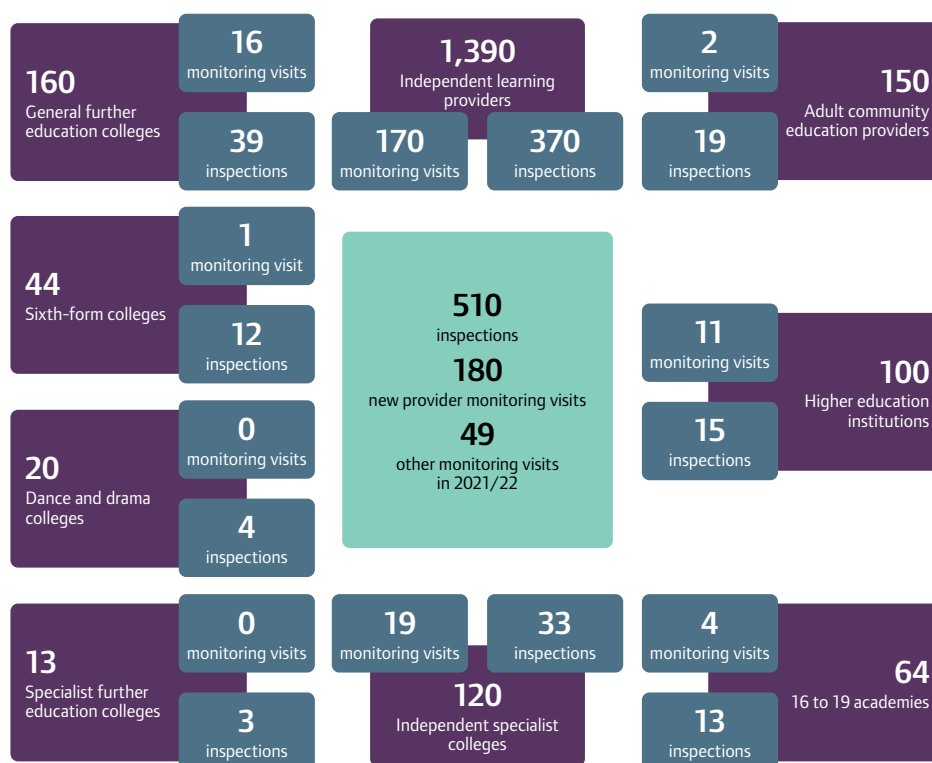 160
General further
education colleges
16
monitoring visits
39
inspections
1,390
Independent learning
providers
170
monitoring visits
370
inspections
2
monitoring visits
19
inspections
150
Adult community
education providers
44
Sixth-form colleges
1
monitoring visit
12
inspections
510
inspections
180
new provider monitoring visits
49
other monitoring visits
in 2021/22
11
monitoring visits
15
inspections
100
Higher education
institutions
20
Dance and drama
colleges
0
monitoring visits
4
inspections
13
Specialist further
education colleges
0
monitoring visits
3
inspections
19
monitoring visits
33
inspections
120
Independent specialist
colleges
4
monitoring visits
13
inspections
64
16 to 19 academies